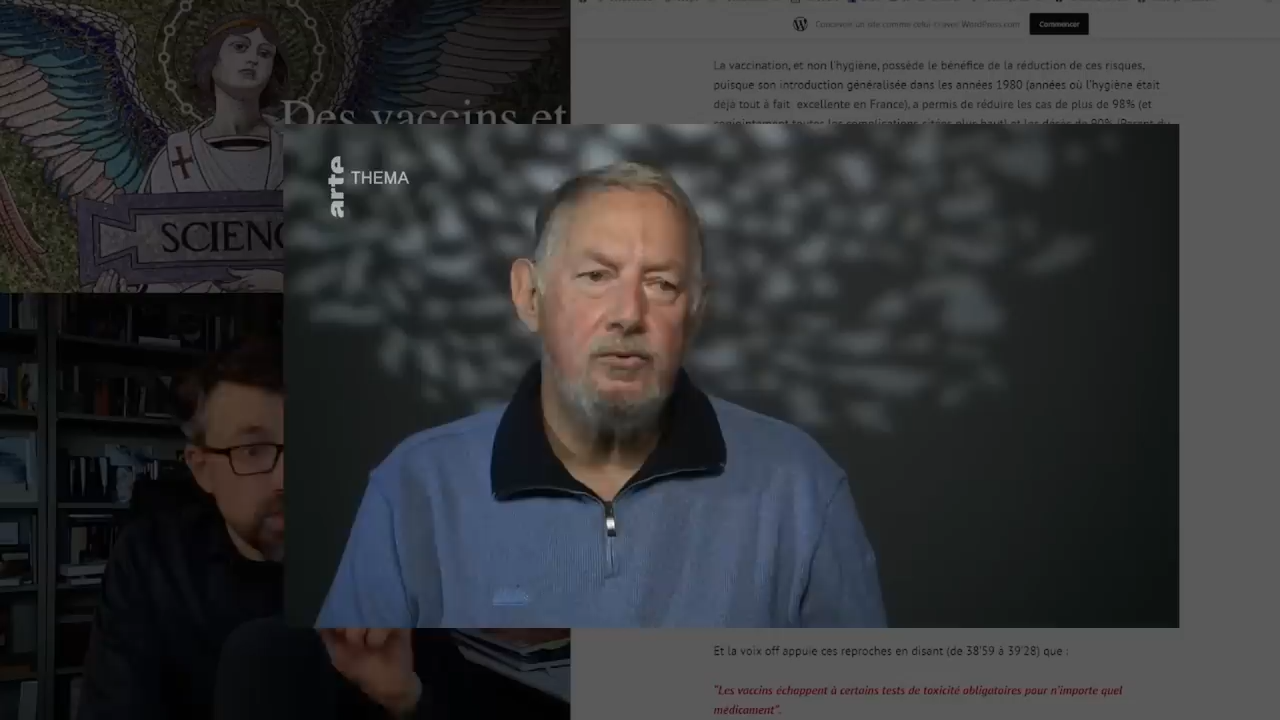 Commencer
La vaccination, et non l'hygiène, possède le bénéfice de la réduction de ces risques,
puisque son introduction généralisée dans les années 1980 (années où l'hygiène était
déjà tout à fait excellente en France), a permis de réduire les cas de plus de 98% (et
Des vaccins et
SCIEN
arte
THEMA
Et la voix off appuie ces reproches en disant (de 38'59 à 39'28) que :
"Les vaccins échappent à certains tests de toxicité obligatoires pour n'importe quel
médicament".